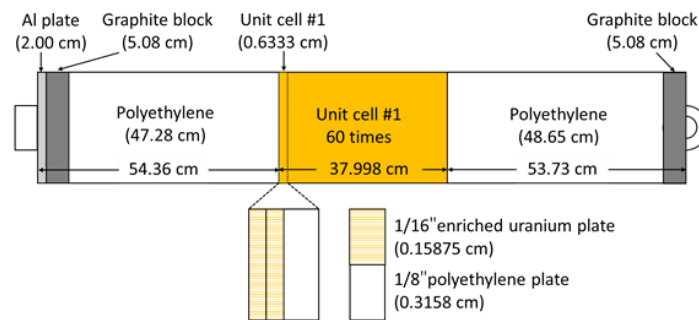 Al plate
(2.00 cm)
Graphite block
(5.08 cm)
Unit cell #1
(0.6333 cm)
Graphite block
(5.08 cm)
Polyethylene
(47.28 cm)
Unit cell #1
60 times
Polyethylene
(48.65 cm)
54.36 cm
37.998 cm
53.73 cm
1/16"enriched uranium plate
(0.15875 cm)
1/8"polyethylene plate
(0.3158 cm)